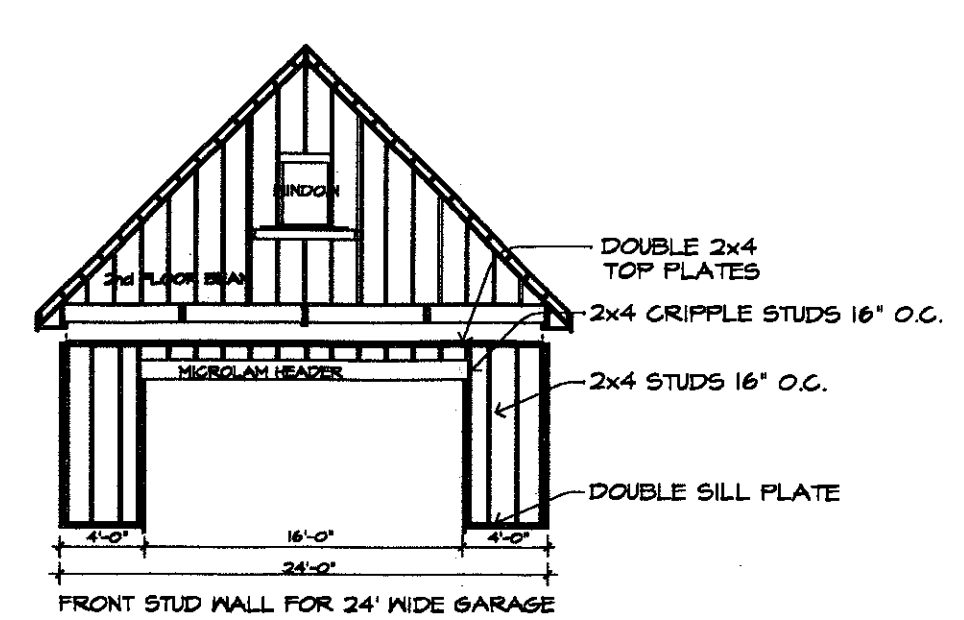 WINDOW
DOUBLE 2x4
TOP PLATES
2nd FLOOR BEAM
2x4 CRIPPLE STUDS 16" O.C.
MICROLAM HEADER
2x4 STUDS 16" O.C.
DOUBLE SILL PLATE
4'-0" 16'-0" 4'-0"
24'-0"
FRONT STUD WALL FOR 24' WIDE GARAGE